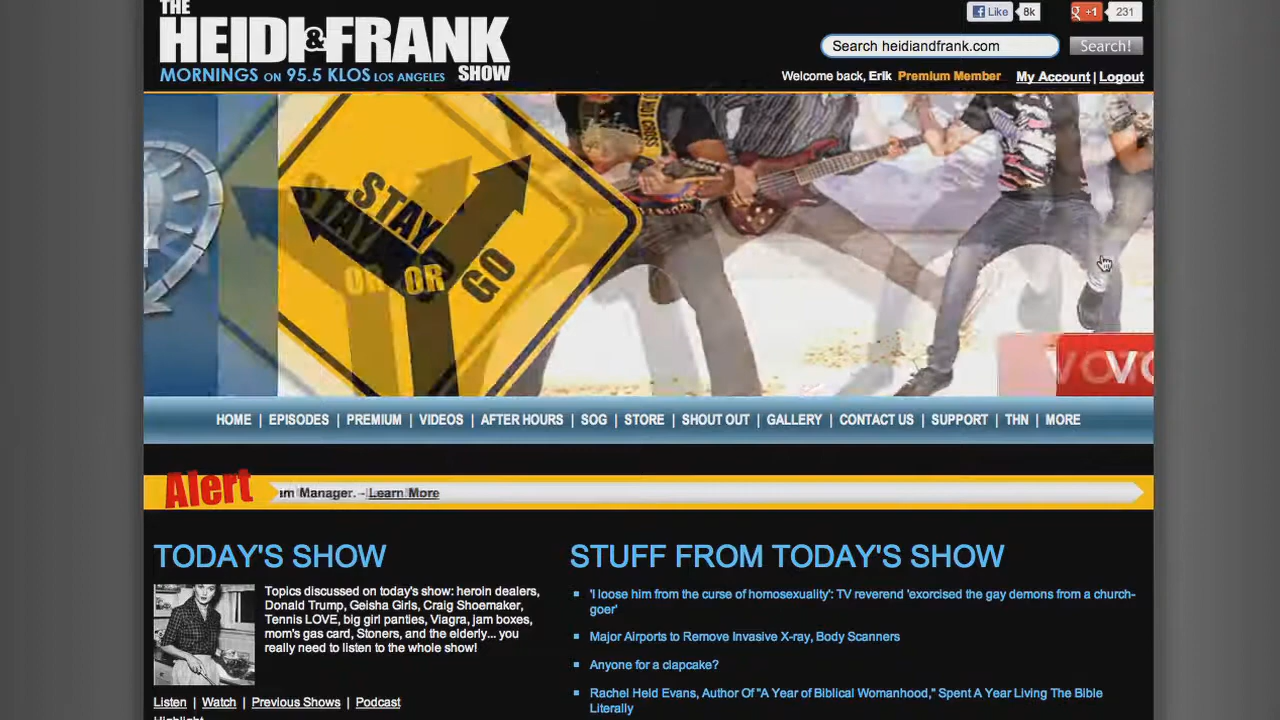 THE
HEIDI & FRANK
MORNINGS ON 95.5 KLOS LOS ANGELES SHOW
Like 8k
+1 231
Search heidiandfrank.com Search!
Welcome back, Erik Premium Member My Account | Logout
DO NOT CROSS
STAY
OR
GO
HOME | EPISODES | PREMIUM | VIDEOS | AFTER HOURS | SOG | STORE | SHOUT OUT | GALLERY | CONTACT US | SUPPORT | THN | MORE
Alert
am Manager. - Learn More
TODAY'S SHOW
Topics discussed on today's show: heroin dealers,
Donald Trump, Geisha Girls, Craig Shoemaker,
Tennis LOVE, big girl panties, Viagra, jam boxes,
mom's gas card, Stoners, and the elderly... you
really need to listen to the whole show!
Listen | Watch | Previous Shows | Podcast
Highlight
STUFF FROM TODAY'S SHOW
'I loose him from the curse of homosexuality': TV reverend 'exorcised the gay demons from a church-
goer'
Major Airports to Remove Invasive X-ray, Body Scanners
Anyone for a clapcake?
Rachel Held Evans, Author Of "A Year of Biblical Womanhood," Spent A Year Living The Bible
Literally